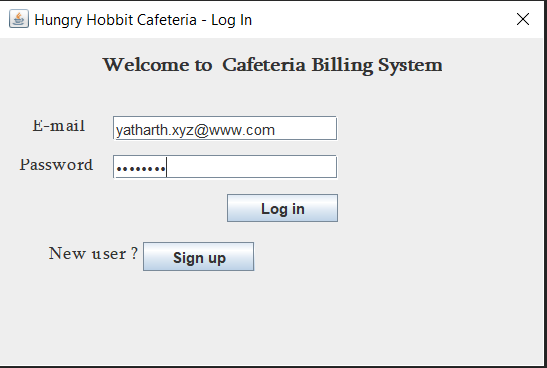 Hungry Hobbit Cafeteria - Log In
Welcome to Cafeteria Billing System
E-mail yatharth.xyz@www.com
Password ••••••••
Log in
New user ? Sign up